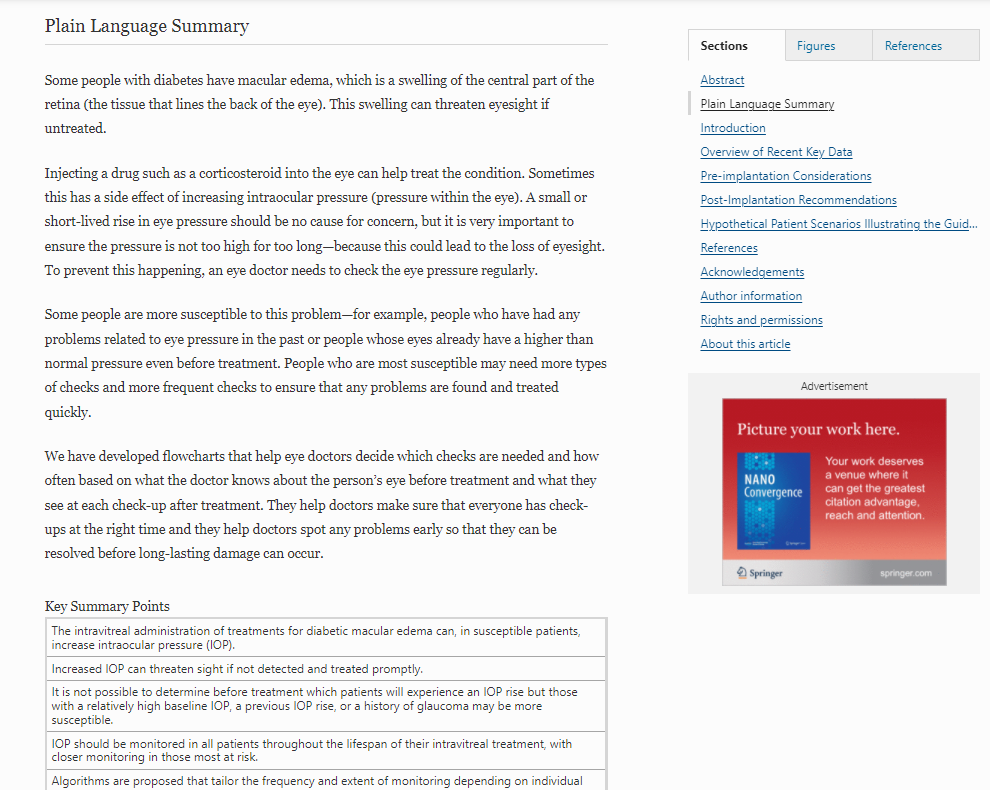 Plain Language Summary
Some people with diabetes have macular edema, which is a swelling of the central part of the
retina (the tissue that lines the back of the eye). This swelling can threaten eyesight if
untreated.
Injecting a drug such as a corticosteroid into the eye can help treat the condition. Sometimes
this has a side effect of increasing intraocular pressure (pressure within the eye). A small or
short-lived rise in eye pressure should be no cause for concern, but it is very important to
ensure the pressure is not too high for too long—because this could lead to the loss of eyesight.
To prevent this happening, an eye doctor needs to check the eye pressure regularly.
Some people are more susceptible to this problem—for example, people who have had any
problems related to eye pressure in the past or people whose eyes already have a higher than
normal pressure even before treatment. People who are most susceptible may need more types
of checks and more frequent checks to ensure that any problems are found and treated
quickly.
We have developed flowcharts that help eye doctors decide which checks are needed and how
often based on what the doctor knows about the person's eye before treatment and what they
see at each check-up after treatment. They help doctors make sure that everyone has check-
ups at the right time and they help doctors spot any problems early so that they can be
resolved before long-lasting damage can occur.
Key Summary Points
The intravitreal administration of treatments for diabetic macular edema can, in susceptible patients,
increase intraocular pressure (IOP).
Increased IOP can threaten sight if not detected and treated promptly.
It is not possible to determine before treatment which patients will experience an IOP rise but those
with a relatively high baseline IOP, a previous IOP rise, or a history of glaucoma may be more
susceptible.
IOP should be monitored in all patients throughout the lifespan of their intravitreal treatment, with
closer monitoring in those most at risk.
Algorithms are proposed that tailor the frequency and extent of monitoring depending on individual
Sections
Figures
References
Abstract
Plain Language Summary
Introduction
Overview of Recent Key Data
Pre-implantation Considerations
Post-Implantation Recommendations
Hypothetical Patient Scenarios Illustrating the Guid...
References
Acknowledgements
Author information
Rights and permissions
About this article
Advertisement
Picture your work here.
NANO
Convergence
Your work deserves
a venue where it
can get the greatest
citation advantage,
reach and attention.
Springer
springer.com